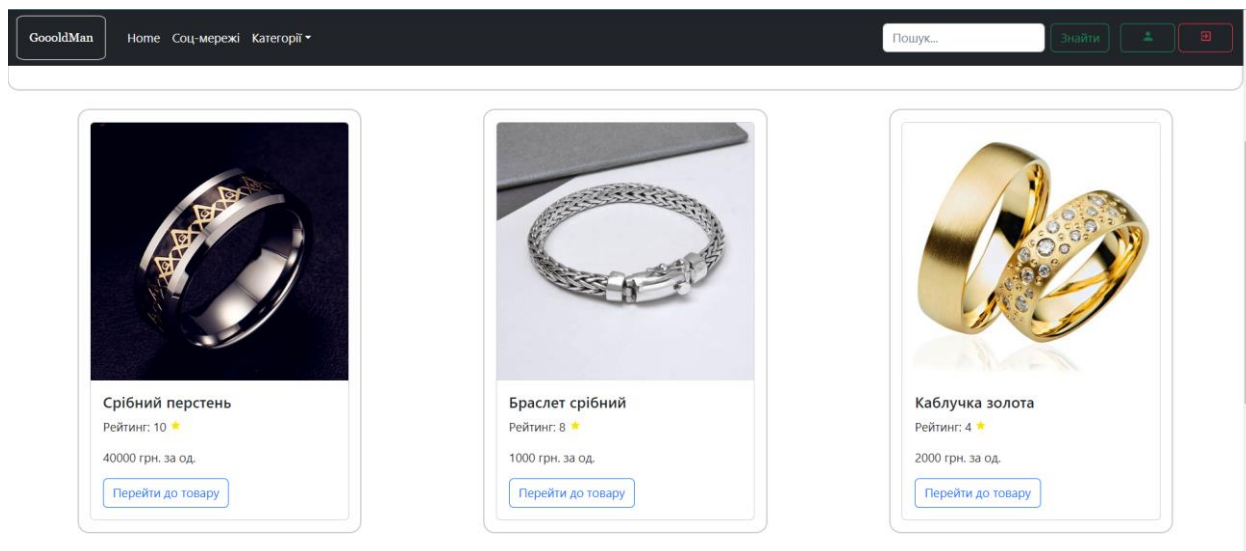 GoooldMan Home Соц-мережі Категорії Пошук... Знайти
Срібний перстень
Рейтинг: 10
40000 грн. за од.
Перейти до товару
Браслет срібний
Рейтинг: 8
1000 грн. за од.
Перейти до товару
Каблучка золота
Рейтинг: 4
2000 грн. за од.
Перейти до товару